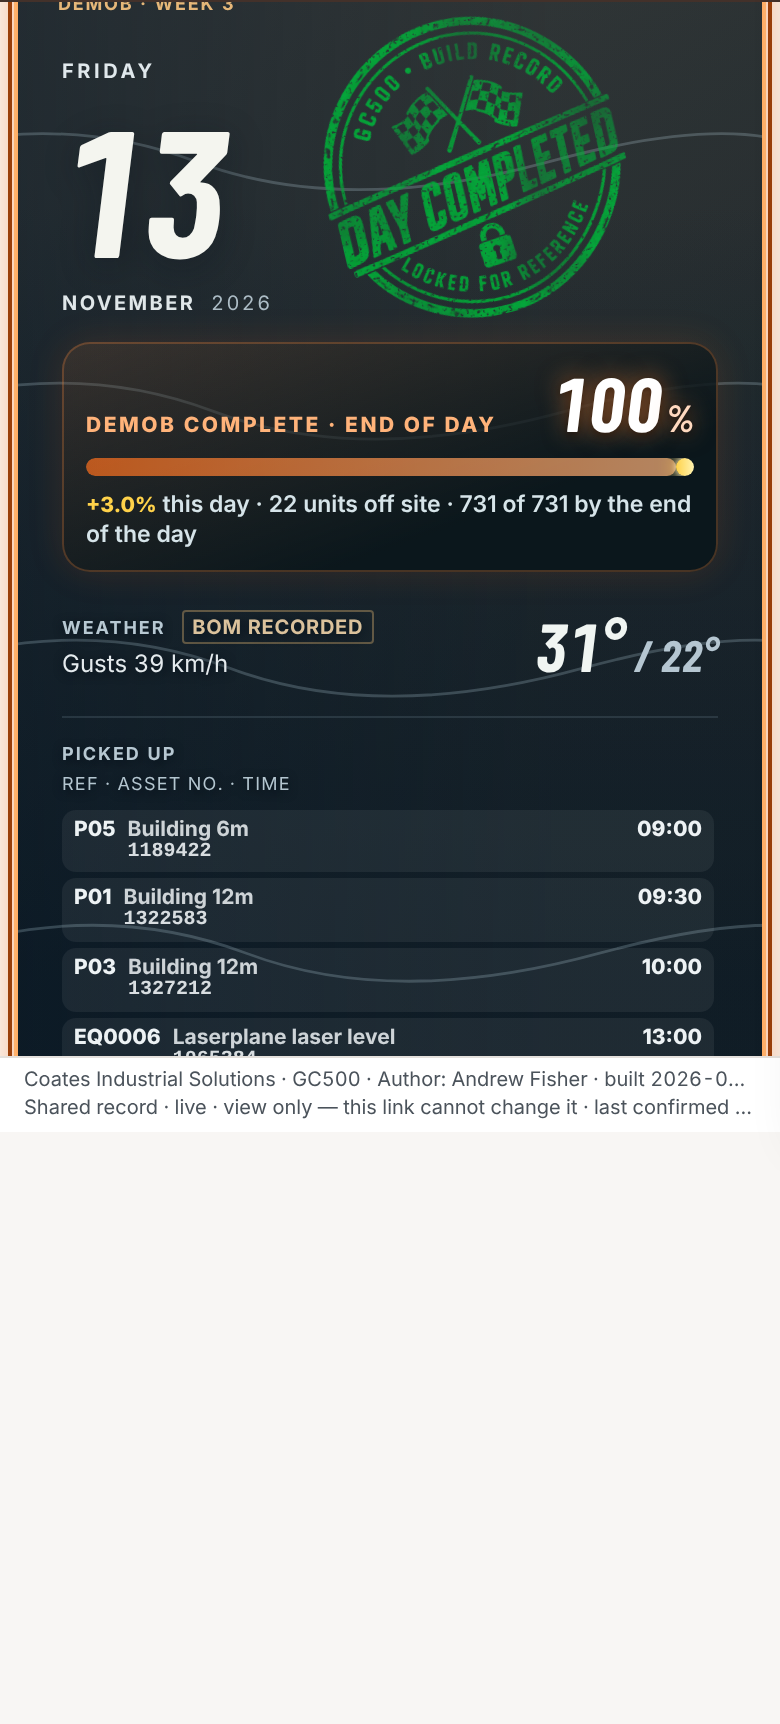 DEMOB · WEEK 3
FRIDAY
13
NOVEMBER 2026
GC500 • BUILD RECORD
DAY COMPLETED
LOCKED FOR REFERENCE
DEMOB COMPLETE · END OF DAY 100%
+3.0% this day · 22 units off site · 731 of 731 by the end
of the day
WEATHER BOM RECORDED
31° / 22°
Gusts 39 km/h
PICKED UP
REF · ASSET NO. · TIME
P05 Building 6m 09:00
1189422
P01 Building 12m 09:30
1322583
P03 Building 12m 10:00
1327212
EQ0006 Laserplane laser level 13:00
Coates Industrial Solutions · GC500 · Author: Andrew Fisher · built 2026-0...
Shared record · live · view only — this link cannot change it · last confirmed ...